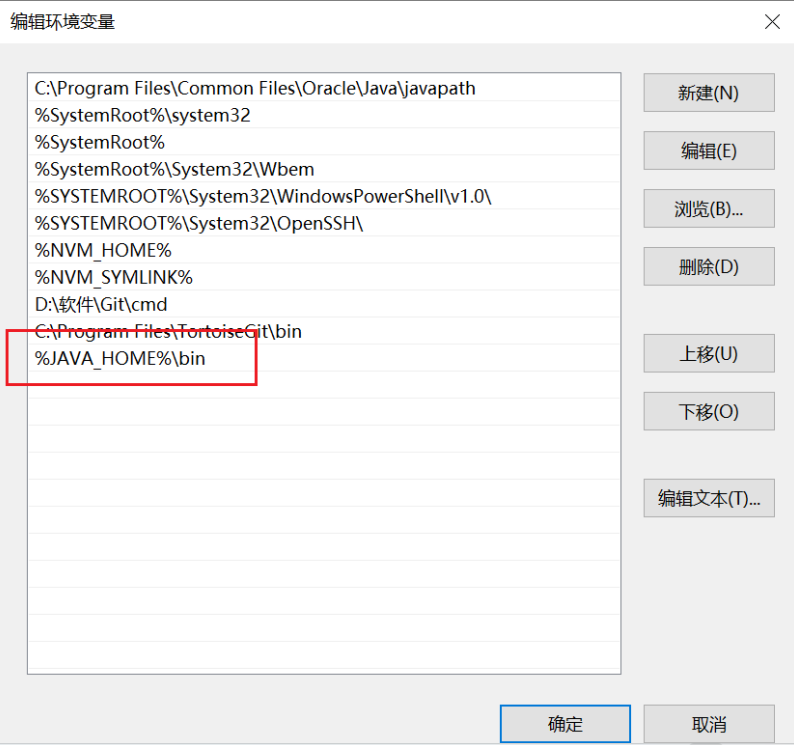 编辑环境变量
C:\Program Files\Common Files\Oracle\Java\javapath
%SystemRoot%\system32
%SystemRoot%
%SystemRoot%\System32\Wbem
%SYSTEMROOT%\System32\WindowsPowerShell\v1.0\
%SYSTEMROOT%\System32\OpenSSH\
%NVM_HOME%
%NVM_SYMLINK%
D:\软件\Git\cmd
C:\Program Files\TortoiseGit\bin
%JAVA_HOME%\bin
新建(N)
编辑(E)
浏览(B)...
删除(D)
上移(U)
下移(O)
编辑文本(T)...
确定
取消